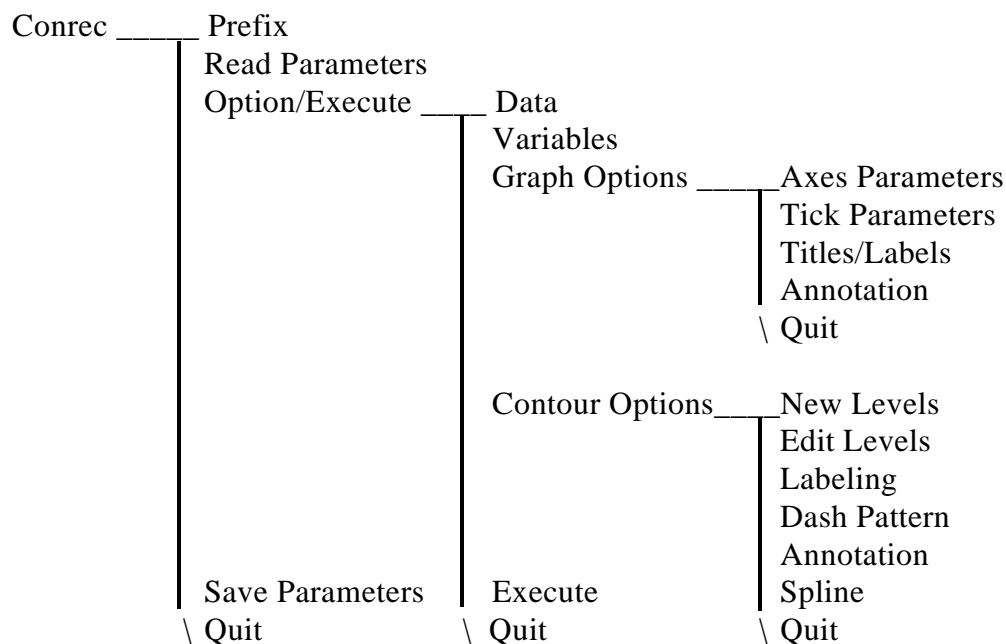 Conrec _____ Prefix
Read Parameters
Option/Execute ____ Data
Variables
Graph Options _____Axes Parameters
Tick Parameters
Titles/Labels
Annotation
\ Quit
Contour Options____New Levels
Edit Levels
Labeling
Dash Pattern
Annotation
Save Parameters Execute Spline
\ Quit \ Quit \ Quit